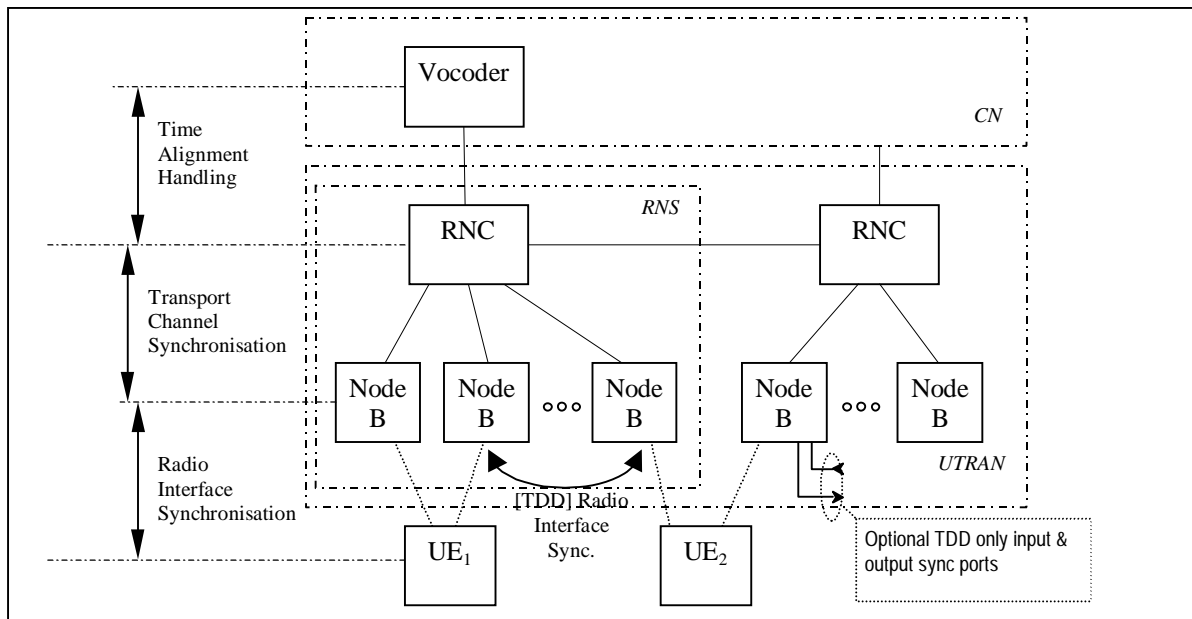 Vocoder
CN
Time
Alignment
Handling
RNS
RNC
RNC
Transport
Channel
Synchronisation
Node
B
Node
B
Node
B
Node
B
Node
B
UTRAN
Radio
Interface
Synchronisation
[TDD] Radio
Interface
Sync.
UE1
UE2
Optional TDD only input &
output sync ports